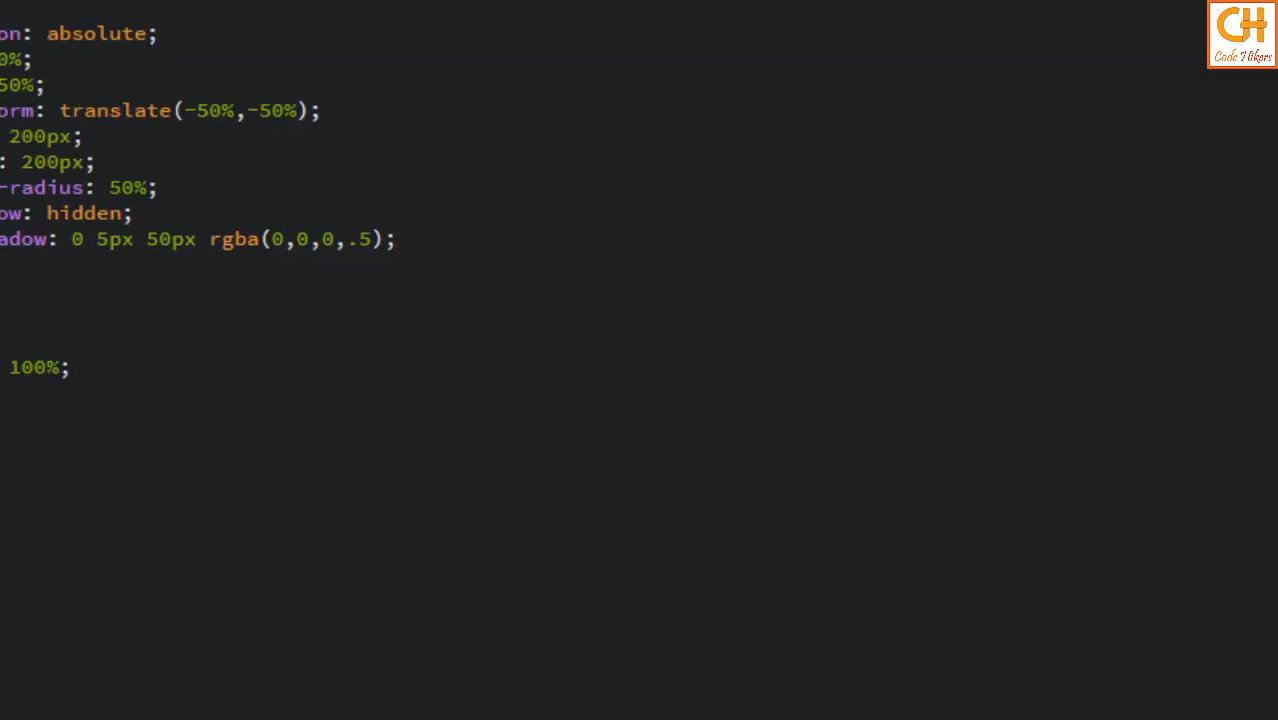 on: absolute;
0%;
50%;
orm: translate(-50%,-50%);
200px;
: 200px;
-radius: 50%;
ow: hidden;
adow: 0 5px 50px rgba(0,0,0,.5);
100%;
CH
Code Hikers